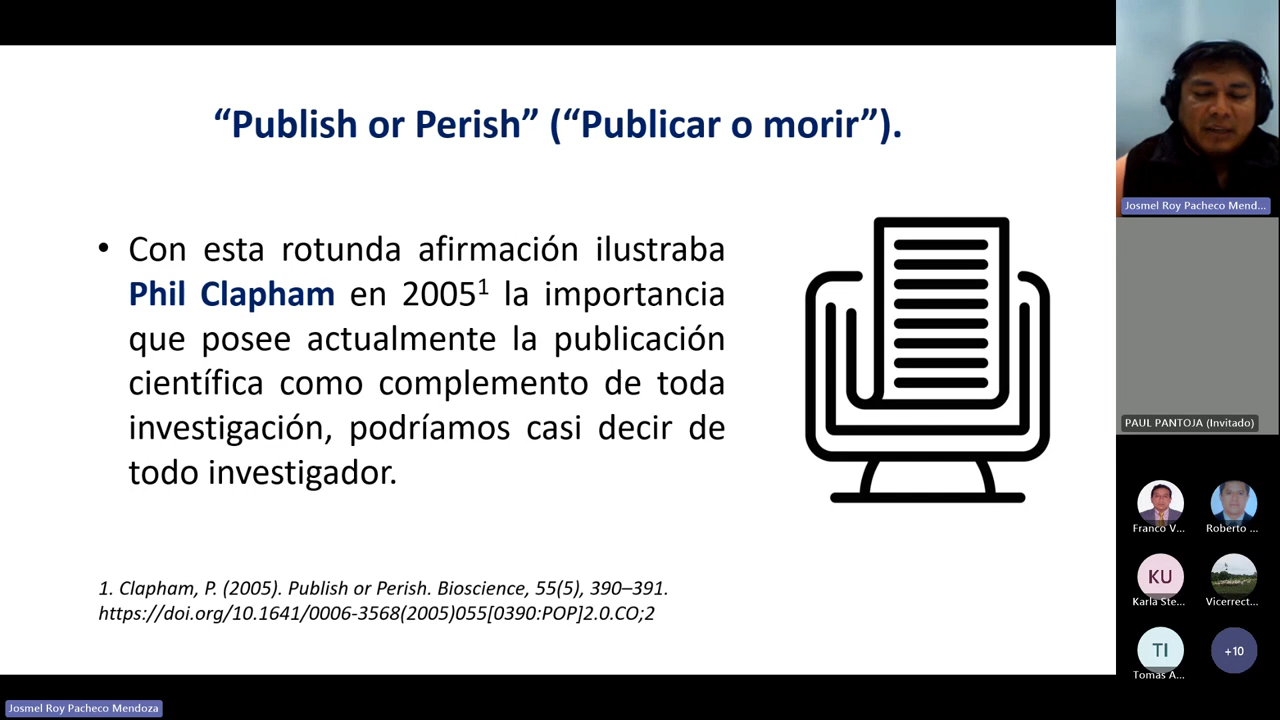 “Publish or Perish” (“Publicar o morir”).
• Con esta rotunda afirmación ilustraba
Phil Clapham en 2005¹ la importancia
que posee actualmente la publicación
científica como complemento de toda
investigación, podríamos casi decir de
todo investigador.
1. Clapham, P. (2005). Publish or Perish. Bioscience, 55(5), 390–391.
https://doi.org/10.1641/0006-3568(2005)055[0390:POP]2.0.CO;2
Josmel Roy Pacheco Mend...
PAUL PANTOJA (Invitado)
Franco V...
Roberto ...
KU
Karla Ste...
Vicerrect...
TI
Tomas A...
+10
Josmel Roy Pacheco Mendoza